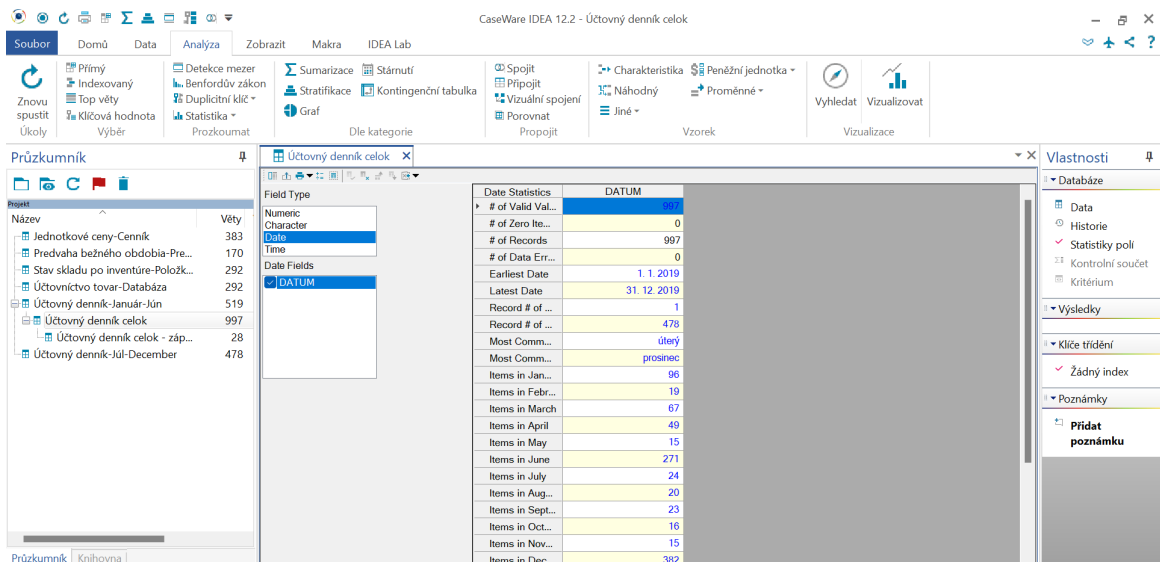 CaseWare IDEA 12.2 - Účtovný denník celok
Soubor Domů Data Analýza Zobrazit Makra IDEA Lab
Znovu spustit
Úkoly
Přímý
Indexovaný
Top věty
Klíčová hodnota
Výběr
Detekce mezer
Benfordův zákon
Duplicitní klíč
Statistika
Prozkoumat
Sumarizace Stárnutí
Stratifikace Kontingenční tabulka
Graf
Dle kategorie
Spojit
Připojit
Vizuální spojení
Porovnat
Propojit
Charakteristika Peněžní jednotka
Náhodný Proměnné
Jiné
Vzorek
Vyhledat Vizualizovat
Vizualizace
Průzkumník
Projekt
Název Věty
Jednotkové ceny-Cenník 383
Predvaha bežného obdobia-Pre... 170
Stav skladu po inventúre-Položk... 292
Účtovníctvo tovar-Databáza 292
Účtovný denník-Január-Jún 519
Účtovný denník celok 997
Účtovný denník celok - záp... 28
Účtovný denník-Júl-December 478
Průzkumník Knihovna
Účtovný denník celok
Field Type
Numeric
Character
Date
Time
Date Fields
DATUM
Date Statistics DATUM
# of Valid Val... 997
# of Zero Ite... 0
# of Records 997
# of Data Err... 0
Earliest Date 1. 1. 2019
Latest Date 31. 12. 2019
Record # of ... 1
Record # of ... 478
Most Comm... úterý
Most Comm... prosinec
Items in Jan... 96
Items in Febr... 19
Items in March 67
Items in April 49
Items in May 15
Items in June 271
Items in July 24
Items in Aug... 20
Items in Sept... 23
Items in Oct... 16
Items in Nov... 15
Items in Dec... 382
Vlastnosti
Databáze
Data
Historie
Statistiky polí
Kontrolní součet
Kritérium
Výsledky
Klíče třídění
Žádný index
Poznámky
Přidat
poznámku